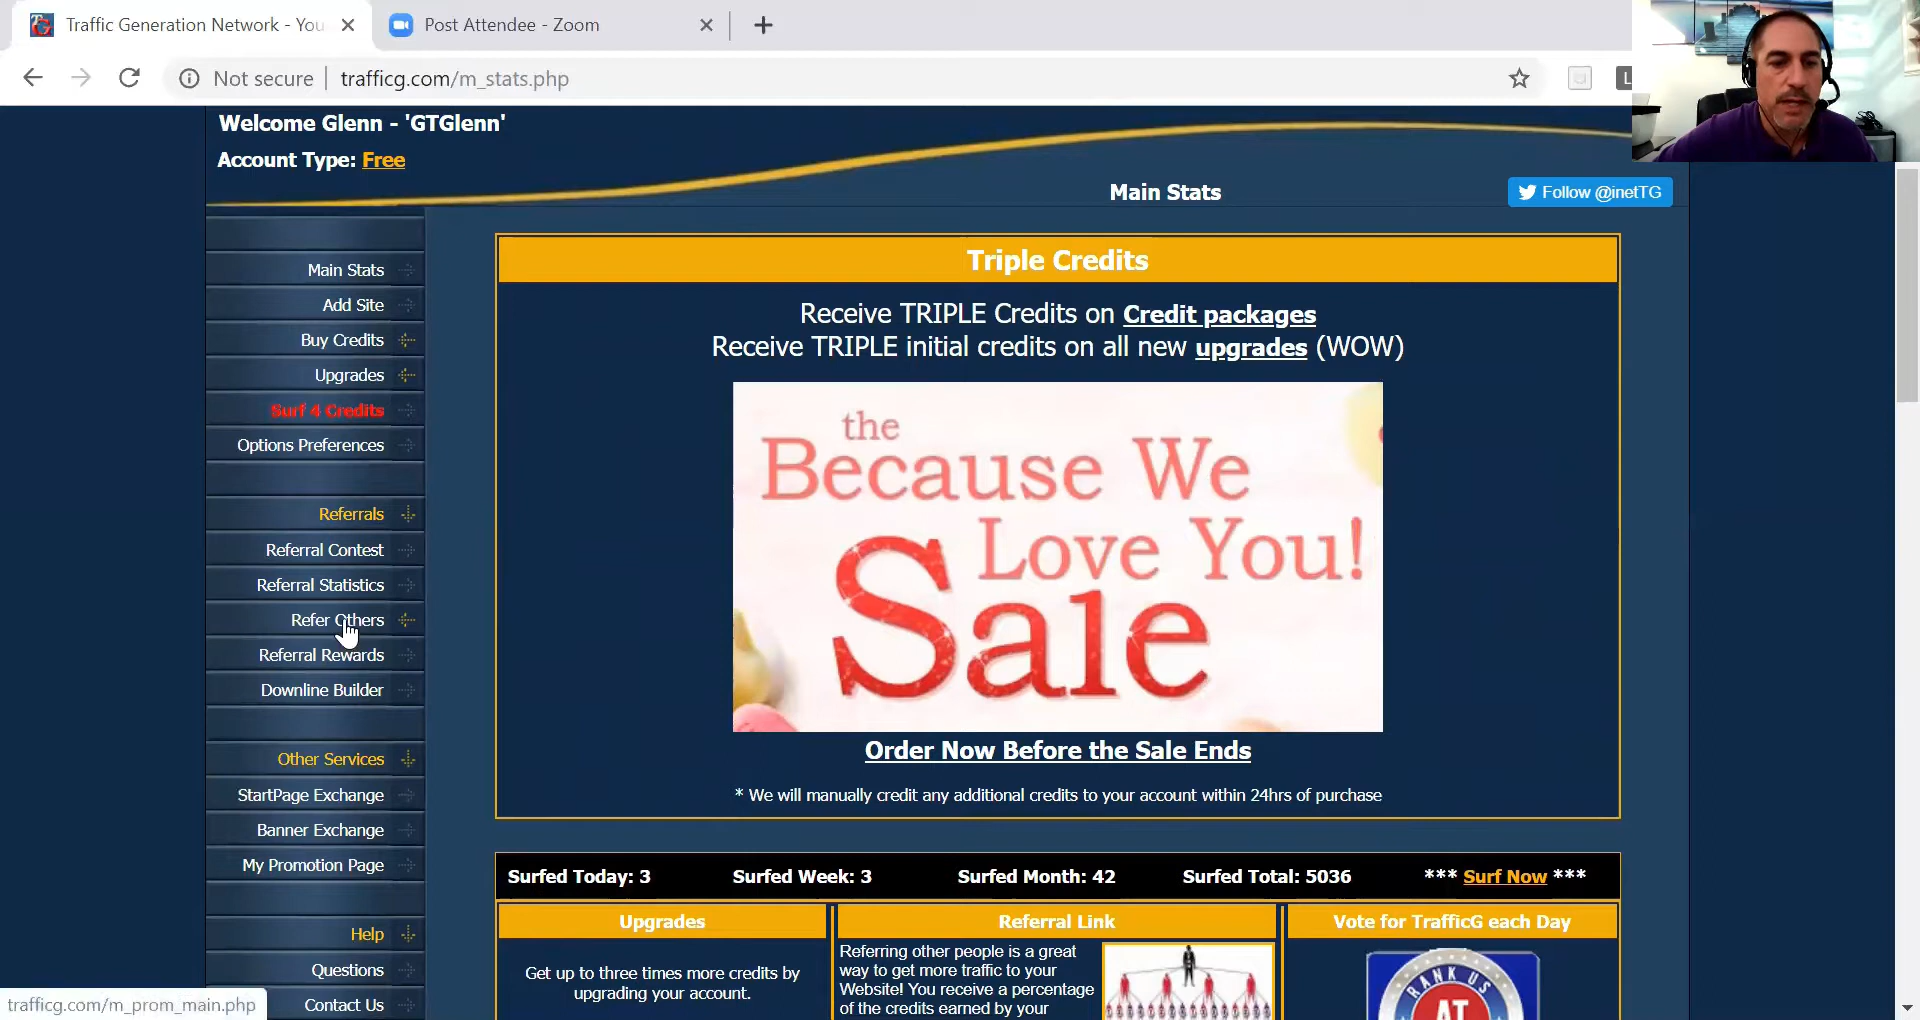 Traffic Generation Network - You
Post Attendee - Zoom
Not secure
trafficg.com/m_stats.php
Welcome Glenn - 'GTGlenn'
Account Type: Free
Main Stats
Follow @inetTG
Main Stats
Add Site
Buy Credits
Upgrades
Surf 4 Credits
Options Preferences
Referrals
Referral Contest
Referral Statistics
Refer Others
Referral Rewards
Downline Builder
Other Services
StartPage Exchange
Banner Exchange
My Promotion Page
Help
Questions
Contact Us
Triple Credits
Receive TRIPLE Credits on Credit packages
Receive TRIPLE initial credits on all new upgrades (WOW)
the
Because We
Love You!
Sale
Order Now Before the Sale Ends
* We will manually credit any additional credits to your account within 24hrs of purchase
Surfed Today: 3 Surfed Week: 3 Surfed Month: 42 Surfed Total: 5036 *** Surf Now ***
Upgrades
Get up to three times more credits by
upgrading your account.
Referral Link
Referring other people is a great
way to get more traffic to your
Website! You receive a percentage
of the credits earned by your
Vote for TrafficG each Day
RANK US
AT
trafficg.com/m_prom_main.php